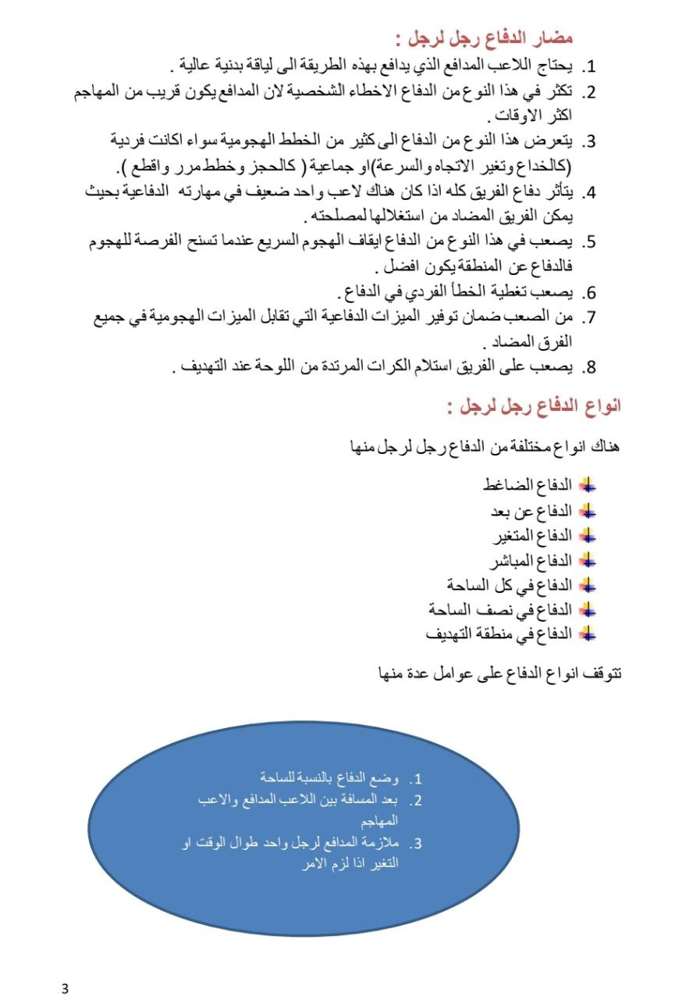 مضار الدفاع رجل لرجل :
1. يحتاج اللاعب المدافع الذي يدافع بهذه الطريقة الى لياقة بدنية عالية .
2. تكثر في هذا النوع من الدفاع الاخطاء الشخصية لان المدافع يكون قريب من المهاجم
اكثر الاوقات .
3. يتعرض هذا النوع من الدفاع الى كثير من الخطط الهجومية سواء اكانت فردية
(كالخداع وتغير الاتجاه والسرعة)او جماعية ( كالحجز وخطط مرر واقطع ).
4. يتأثر دفاع الفريق كله اذا كان هناك لاعب واحد ضعيف في مهارته الدفاعية بحيث
يمكن الفريق المضاد من استغلالها لمصلحته .
5. يصعب في هذا النوع من الدفاع ايقاف الهجوم السريع عندما تسنح الفرصة للهجوم
فالدفاع عن المنطقة يكون افضل .
6. يصعب تغطية الخطأ الفردي في الدفاع .
7. من الصعب ضمان توفير الميزات الدفاعية التي تقابل الميزات الهجومية في جميع
الفرق المضاد .
8. يصعب على الفريق استلام الكرات المرتدة من اللوحة عند التهديف .
انواع الدفاع رجل لرجل :
هناك انواع مختلفة من الدفاع رجل لرجل منها
الدفاع الضاغط
الدفاع عن بعد
الدفاع المتغير
الدفاع المباشر
الدفاع في كل الساحة
الدفاع في نصف الساحة
الدفاع في منطقة التهديف
تتوقف انواع الدفاع على عوامل عدة منها
1. وضع الدفاع بالنسبة للساحة
2. بعد المسافة بين اللاعب المدافع والاعب
المهاجم
3. ملازمة المدافع لرجل واحد طوال الوقت او
التغير اذا لزم الامر
3